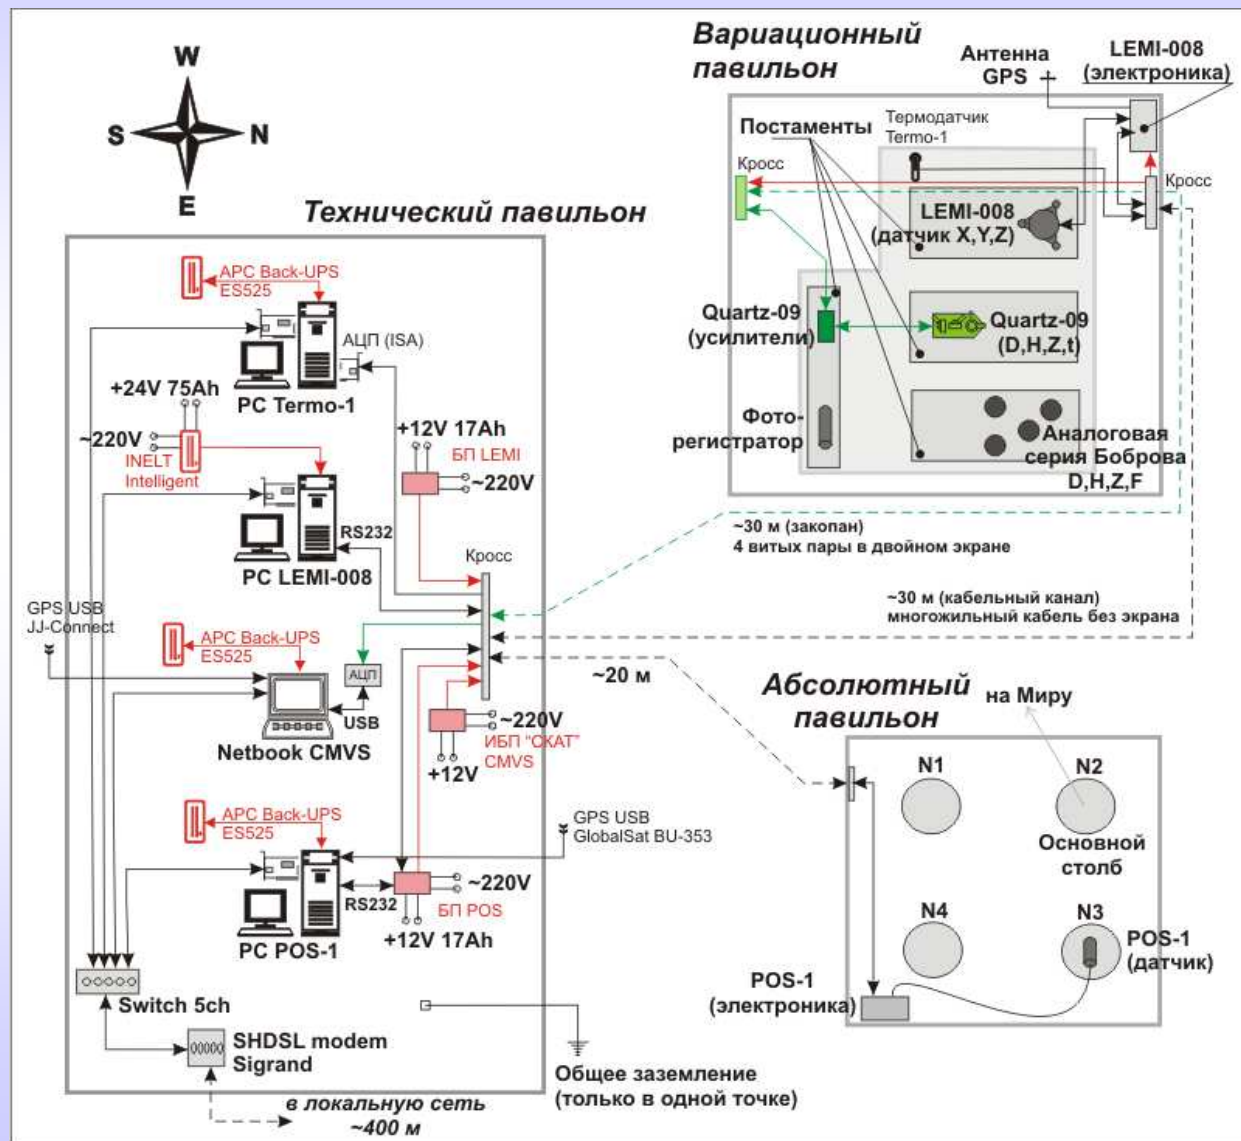 W
S
N
E
Технический павильон
APC Back-UPS
ES525
АЦП (ISA)
+24V 75Ah
PC Termo-1
~220V
INELT
Intelligent
+12V 17Ah
БП LEMI
~220V
RS232
PC LEMI-008
Кросс
GPS USB
JJ-Connect
APC Back-UPS
ES525
АЦП
USB
Netbook CMVS
~220V
ИБП "СКАТ"
CMVS
+12V
APC Back-UPS
ES525
GPS USB
GlobalSat BU-353
~220V
RS232
БП POS
+12V 17Ah
PC POS-1
Switch 5ch
SHDSL modem
Sigrand
Общее заземление
(только в одной точке)
в локальную сеть
~400 м
Вариационный
павильон
Антенна
GPS
LEMI-008
(электроника)
Постаменты
Термодатчик
Termo-1
Кросс
Кросс
LEMI-008
(датчик X,Y,Z)
Quartz-09
(усилители)
Quartz-09
(D,H,Z,t)
Фото-
регистратор
Аналоговая
серия Боброва
D,H,Z,F
~30 м (закопан)
4 витых пары в двойном экране
~30 м (кабельный канал)
многожильный кабель без экрана
~20 м
Абсолютный
павильон
на Миру
N1
N2
Основной
столб
N4
N3
POS-1
(датчик)
POS-1
(электроника)